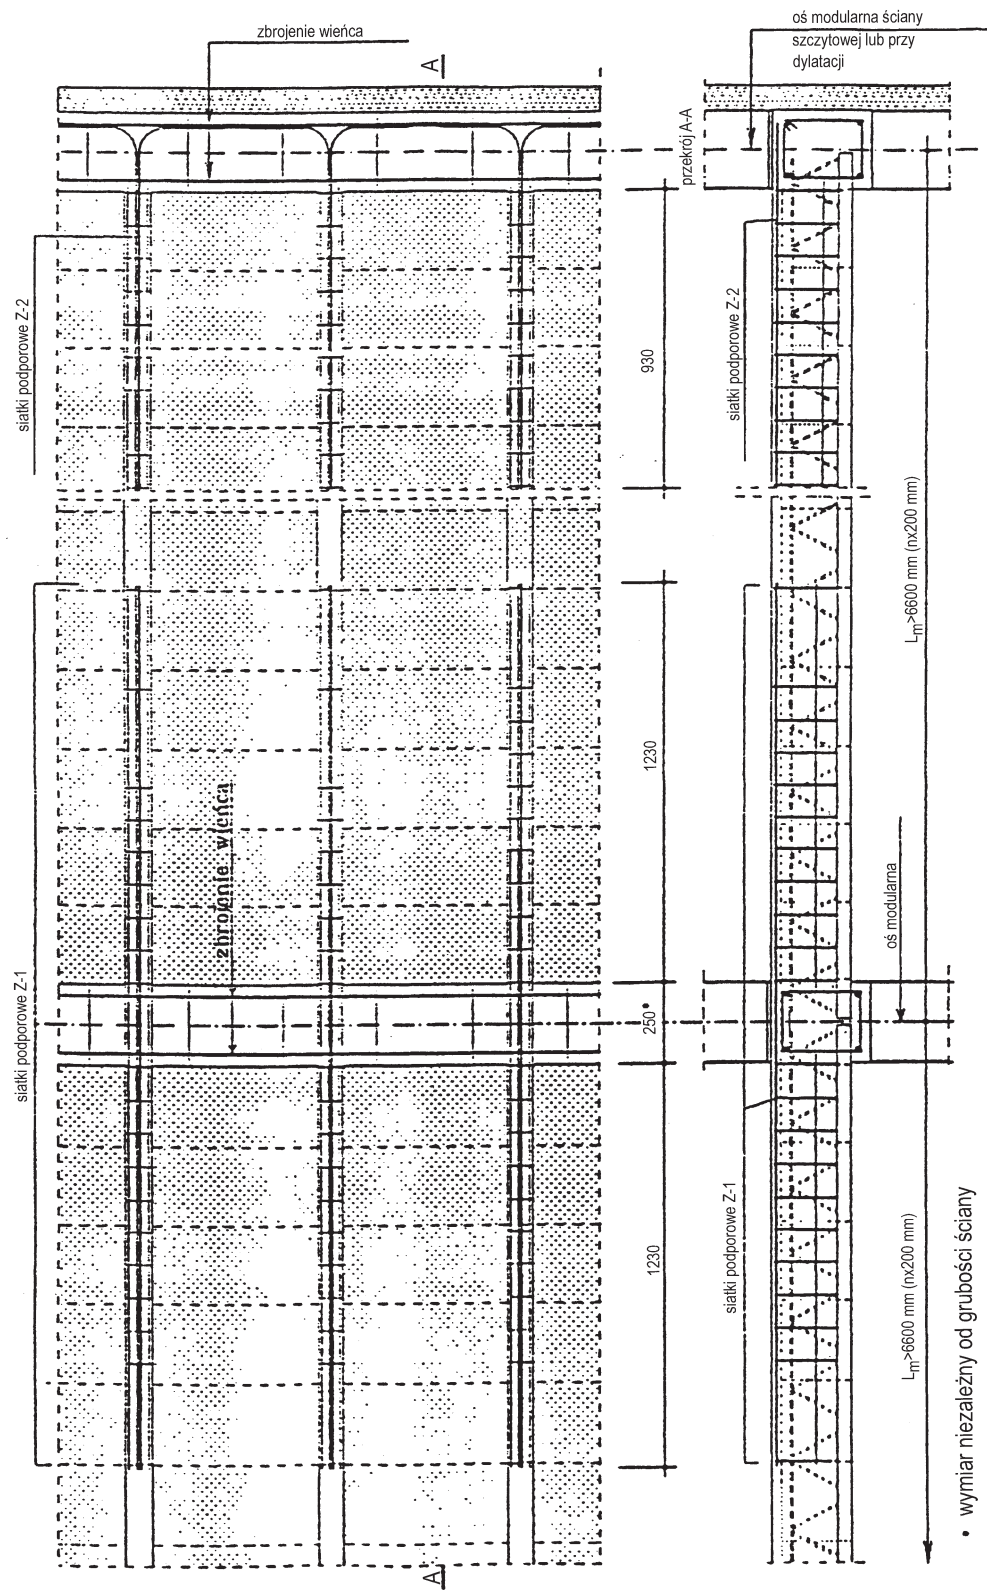 zbrojenie wieńca
oś modularna ściany
szczytowej lub przy
dylatacji
A
przekrój A-A
siatki podporowe Z-2
siatki podporowe Z-2
930
Lm>6600 mm (nx200 mm)
1230
zbrojenie wieńca
oś modularna
siatki podporowe Z-1
250*
siatki podporowe Z-1
1230
Lm>6600 mm (nx200 mm)
A
• wymiar niezależny od grubości ściany